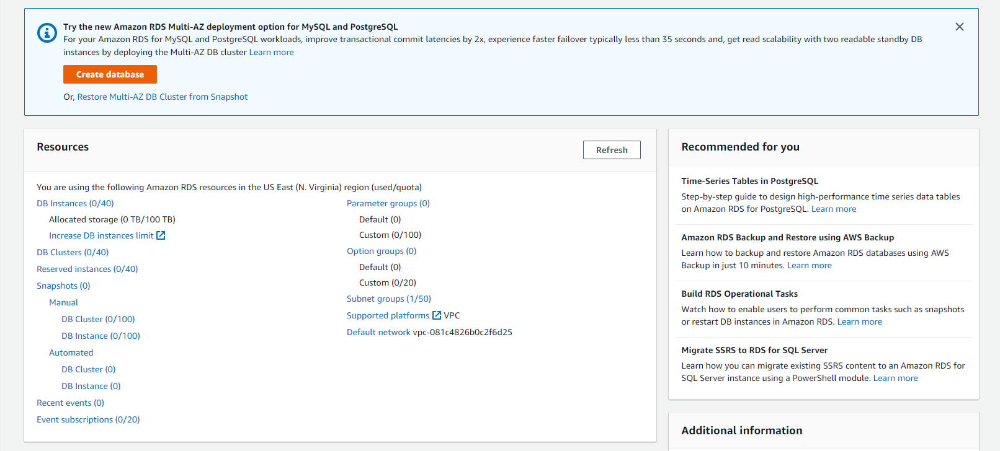 Try the new Amazon RDS Multi-AZ deployment option for MySQL and PostgreSQL
For your Amazon RDS for MySQL and PostgreSQL workloads, improve transactional commit latencies by 2x, experience faster failover typically less than 35 seconds and, get read scalability with two readable standby DB
instances by deploying the Multi-AZ DB cluster Learn more
Create database
Or, Restore Multi-AZ DB Cluster from Snapshot
Resources
Refresh
You are using the following Amazon RDS resources in the US East (N. Virginia) region (used/quota)
DB Instances (0/40)
Allocated storage (0 TB/100 TB)
Increase DB instances limit
DB Clusters (0/40)
Reserved instances (0/40)
Snapshots (0)
Manual
DB Cluster (0/100)
DB Instance (0/100)
Automated
DB Cluster (0)
DB Instance (0)
Recent events (0)
Event subscriptions (0/20)
Parameter groups (0)
Default (0)
Custom (0/100)
Option groups (0)
Default (0)
Custom (0/20)
Subnet groups (1/50)
Supported platforms VPC
Default network vpc-081c4826b0c2f6d25
Recommended for you
Time-Series Tables in PostgreSQL
Step-by-step guide to design high-performance time series data tables
on Amazon RDS for PostgreSQL. Learn more
Amazon RDS Backup and Restore using AWS Backup
Learn how to backup and restore Amazon RDS databases using AWS
Backup in just 10 minutes. Learn more
Build RDS Operational Tasks
Watch how to enable users to perform common tasks such as snapshots
or restart DB instances in Amazon RDS. Learn more
Migrate SSRS to RDS for SQL Server
Learn how you can migrate existing SSRS content to an Amazon RDS for
SQL Server instance using a PowerShell module. Learn more
Additional information